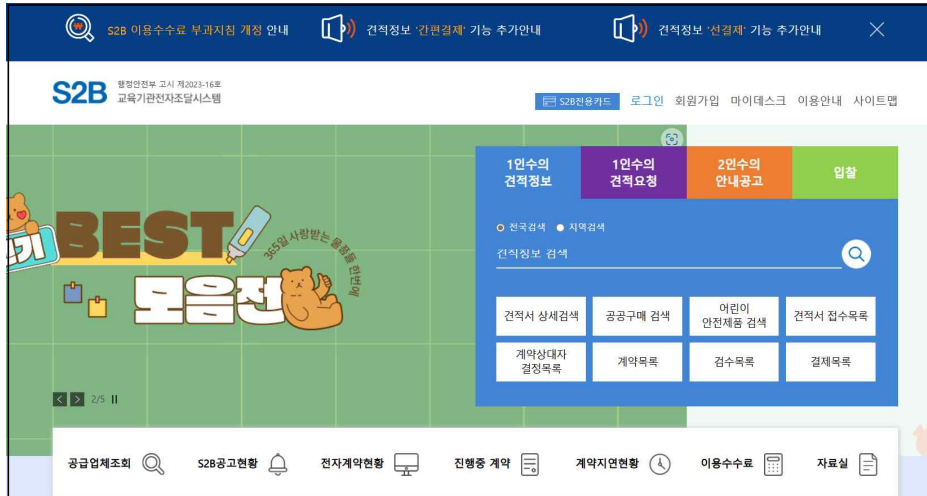 S2B 이용수수료 부과지침 개정 안내
견적정보 '간편결제' 기능 추가안내
견적정보 '선결제' 기능 추가안내
S2B
행정안전부 고시 제2023-16호
교육기관전자조달시스템
S2B전용카드 로그인 회원가입 마이데스크 이용안내 사이트맵
기
BEST
모음전
365일 사랑받는 물품들 한번에
2/5
1인수의
견적정보
1인수의
견적요청
2인수의
안내공고
입찰
전국검색 지역검색
견적정보 검색
견적서 상세검색
공공구매 검색
어린이
안전제품 검색
견적서 접수목록
계약상대자
결정목록
계약목록
검수목록
결제목록
공급업체조회
S2B공고현황
전자계약현황
진행중 계약
계약지연현황
이용수수료
자료실